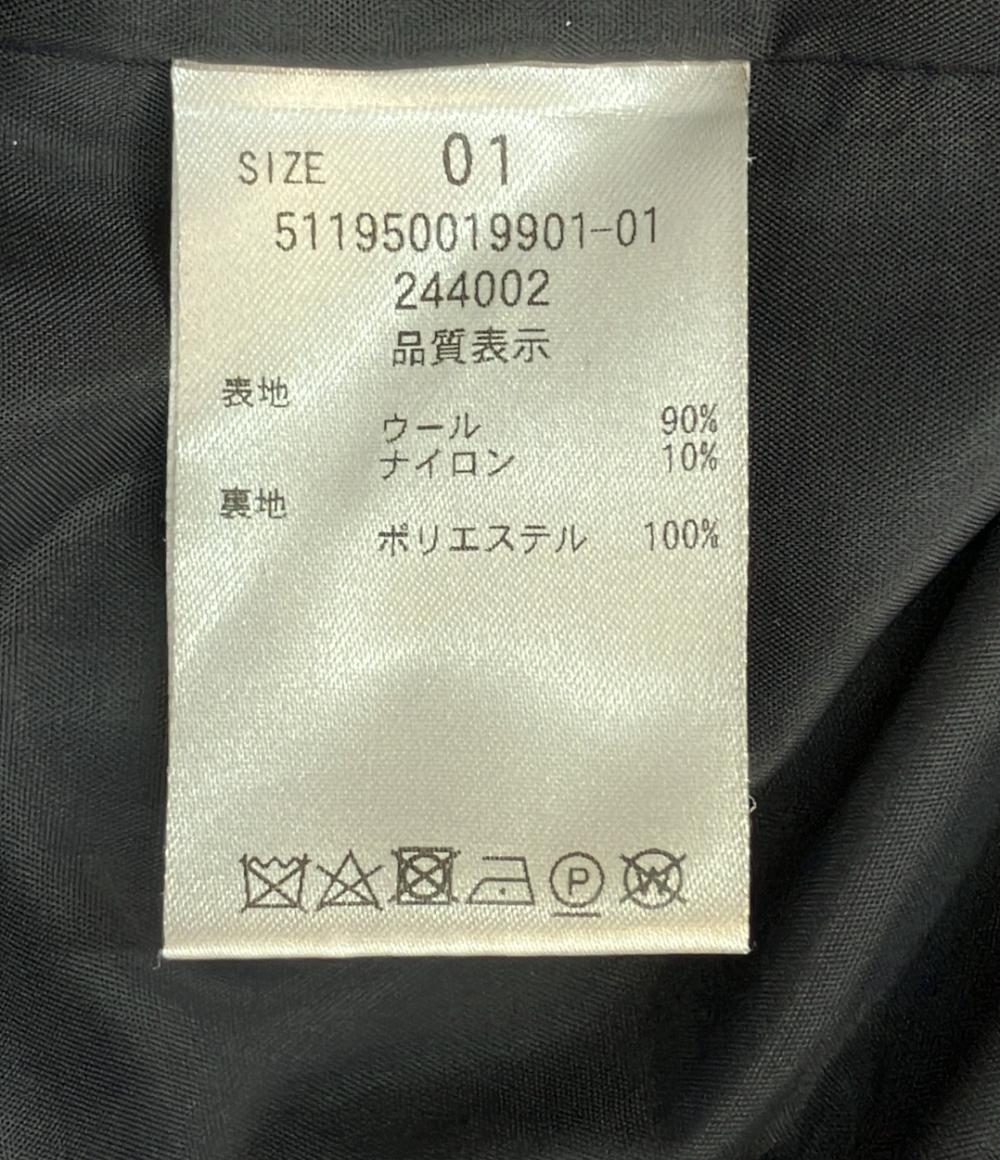 SIZE 01
511950019901-01
244002
品質表示
表地
ウール 90%
ナイロン 10%
裏地
ポリエステル 100%
P W